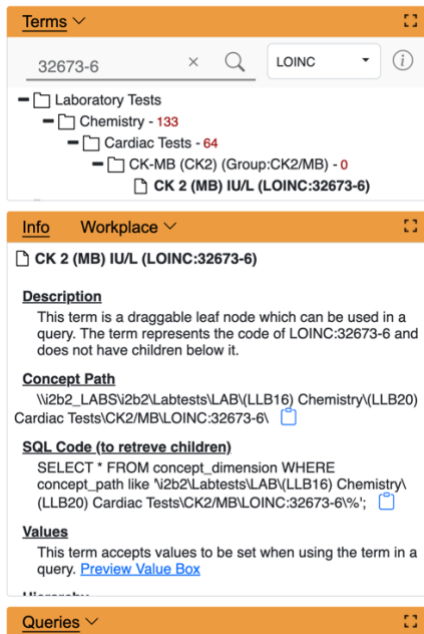 Terms
32673-6 × LOINC i
Laboratory Tests
Chemistry - 133
Cardiac Tests - 64
CK-MB (CK2) (Group:CK2/MB) - 0
CK 2 (MB) IU/L (LOINC:32673-6)
Info Workplace
CK 2 (MB) IU/L (LOINC:32673-6)
Description
This term is a draggable leaf node which can be used in a
query. The term represents the code of LOINC:32673-6 and
does not have children below it.
Concept Path
\\i2b2_LABS\i2b2\Labtests\LAB\(LLB16) Chemistry\(LLB20)
Cardiac Tests\CK2/MB\LOINC:32673-6\
SQL Code (to retreve children)
SELECT * FROM concept_dimension WHERE
concept_path like '\i2b2\Labtests\LAB\(LLB16) Chemistry\
(LLB20) Cardiac Tests\CK2/MB\LOINC:32673-6\%';
Values
This term accepts values to be set when using the term in a
query. Preview Value Box
Queries